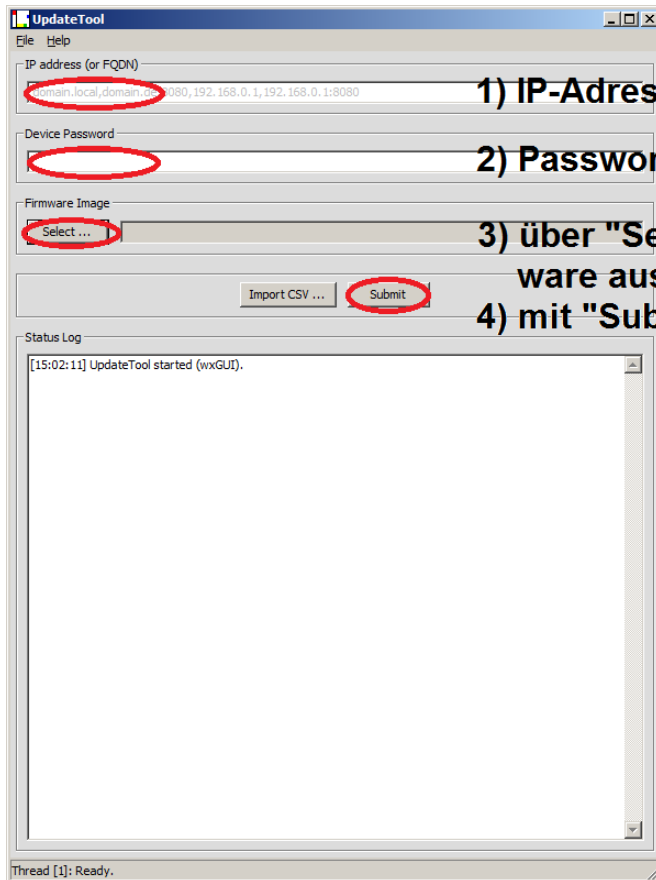 UpdateTool
File Help
IP address (or FQDN)
domain.local,domain.de:8080,192.168.0.1,192.168.0.1:8080
1) IP-Adres
Device Password
2) Passwor
Firmware Image
Select ...
3) über "Se
ware aus
Import CSV ... Submit
4) mit "Sub
Status Log
[15:02:11] UpdateTool started (wxGUI).
Thread [1]: Ready.